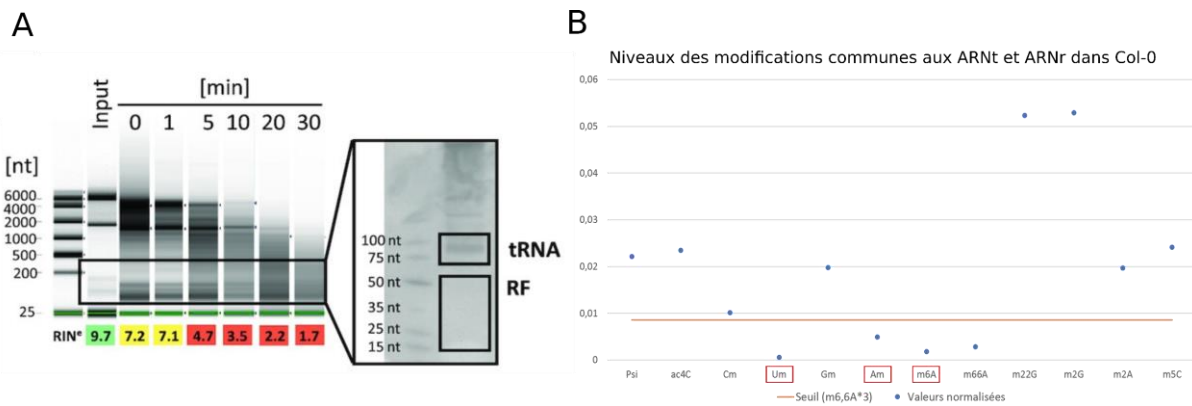 A
[min]
Input 0 1 5 10 20 30
[nt]
6000
4000
2000
1000
500
200
25
RINᵉ 9.7 7.2 7.1 4.7 3.5 2.2 1.7
100 nt
75 nt
50 nt
35 nt
25 nt
15 nt
tRNA
RF
B
Niveaux des modifications communes aux ARNt et ARNr dans Col-0
0,06
0,05
0,04
0,03
0,02
0,01
0
Psi ac4C Cm Um Gm Am m6A m66A m22G m2G m2A m5C
Seuil (m6,6A*3) Valeurs normalisées